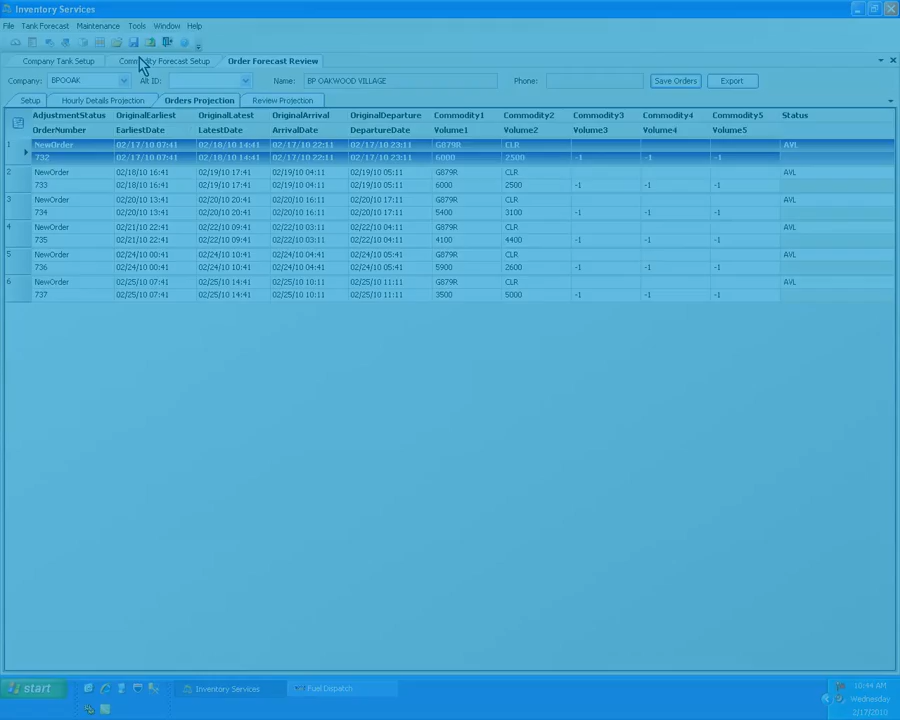 Inventory Services
File Tank Forecast Maintenance Tools Window Help
Company Tank Setup Commodity Forecast Setup Order Forecast Review
Company: BPOOAK Alt ID: Name: BP OAKWOOD VILLAGE Phone: Save Orders Export
Setup Hourly Details Projection Orders Projection Review Projection
AdjustmentStatus OriginalEarliest OriginalLatest OriginalArrival OriginalDeparture Commodity1 Commodity2 Commodity3 Commodity4 Commodity5 Status
OrderNumber EarliestDate LatestDate ArrivalDate DepartureDate Volume1 Volume2 Volume3 Volume4 Volume5
1 NewOrder 02/17/10 07:41 02/18/10 14:41 02/17/10 22:11 02/17/10 23:11 G879R CLR AVL
732 02/17/10 07:41 02/18/10 14:41 02/17/10 22:11 02/17/10 23:11 6000 2500 -1 -1 -1
2 NewOrder 02/18/10 16:41 02/19/10 17:41 02/19/10 04:11 02/19/10 05:11 G879R CLR AVL
733 02/18/10 16:41 02/19/10 17:41 02/19/10 04:11 02/19/10 05:11 6000 2500 -1 -1 -1
3 NewOrder 02/20/10 13:41 02/20/10 20:41 02/20/10 16:11 02/20/10 17:11 G879R CLR AVL
734 02/20/10 13:41 02/20/10 20:41 02/20/10 16:11 02/20/10 17:11 5400 3100 -1 -1 -1
4 NewOrder 02/21/10 22:41 02/22/10 09:41 02/22/10 03:11 02/22/10 04:11 G879R CLR AVL
735 02/21/10 22:41 02/22/10 09:41 02/22/10 03:11 02/22/10 04:11 4100 4400 -1 -1 -1
5 NewOrder 02/24/10 00:41 02/24/10 10:41 02/24/10 04:41 02/24/10 05:41 G879R CLR AVL
736 02/24/10 00:41 02/24/10 10:41 02/24/10 04:41 02/24/10 05:41 5900 2600 -1 -1 -1
6 NewOrder 02/25/10 07:41 02/25/10 14:41 02/25/10 10:11 02/25/10 11:11 G879R CLR AVL
737 02/25/10 07:41 02/25/10 14:41 02/25/10 10:11 02/25/10 11:11 3500 5000 -1 -1 -1
start Inventory Services Fuel Dispatch 10:44 AM
Wednesday
2/17/2010